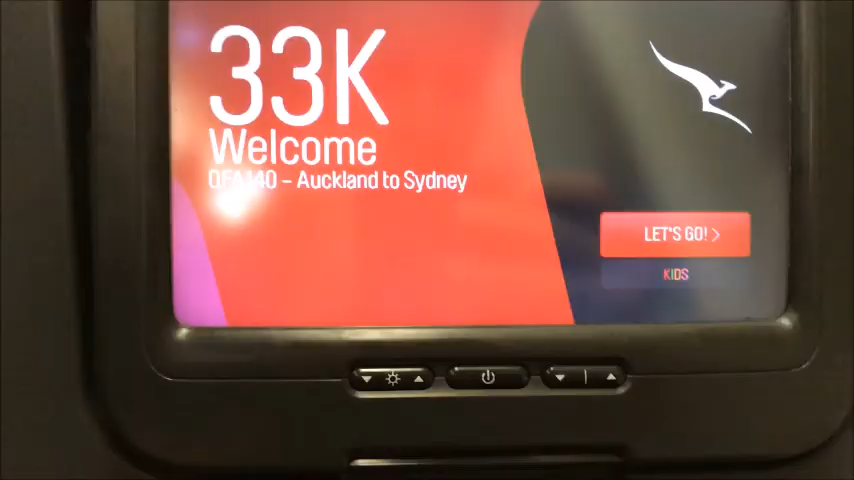 33K
Welcome
QFA140 - Auckland to Sydney
LET'S GO! >
KIDS